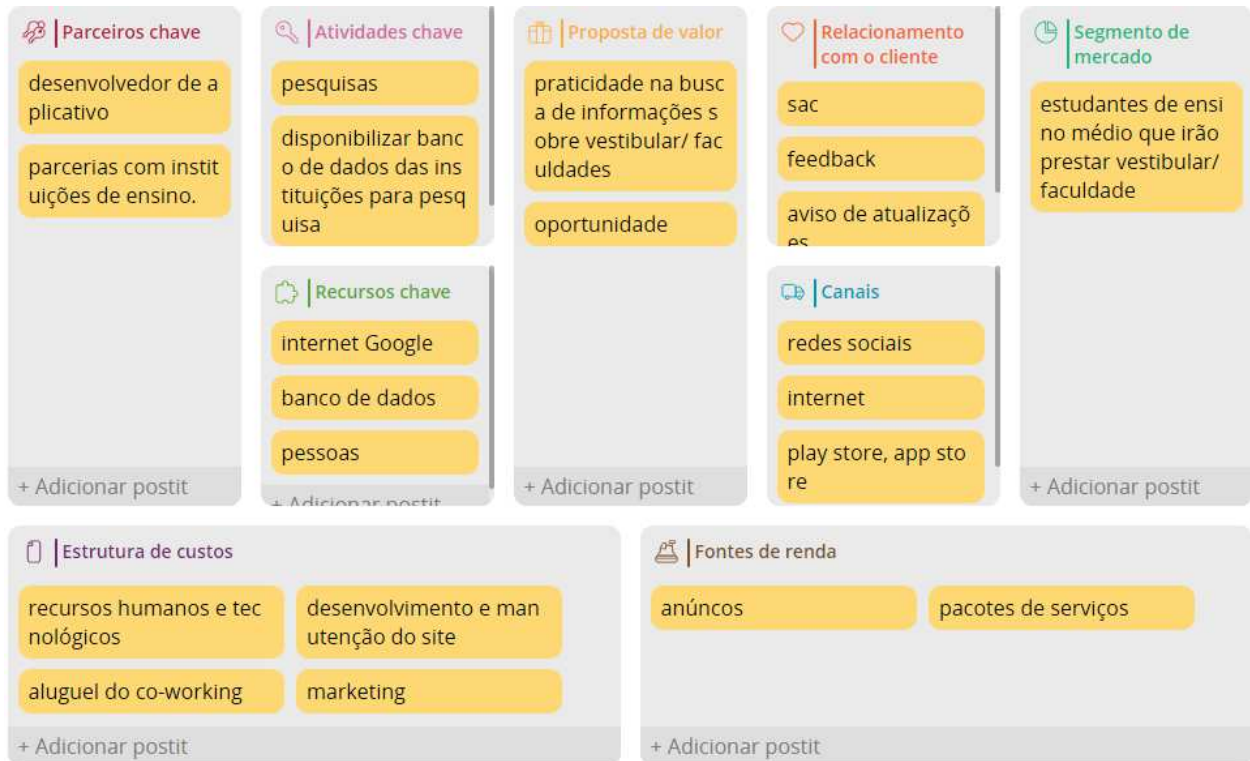 Parceiros chave
desenvolvedor de a
plicativo
parcerias com instit
uições de ensino.
+ Adicionar postit
Atividades chave
pesquisas
disponibilizar banc
o de dados das ins
tituições para pesq
uisa
Recursos chave
internet Google
banco de dados
pessoas
+ Adicionar postit
Proposta de valor
praticidade na busc
a de informações s
obre vestibular/ fac
uldades
oportunidade
+ Adicionar postit
Relacionamento
com o cliente
sac
feedback
aviso de atualizaçõ
es
Canais
redes sociais
internet
play store, app sto
re
Segmento de
mercado
estudantes de ensi
no médio que irão
prestar vestibular/
faculdade
+ Adicionar postit
Estrutura de custos
recursos humanos e tec
nológicos
desenvolvimento e man
utenção do site
aluguel do co-working
marketing
+ Adicionar postit
Fontes de renda
anúncos
pacotes de serviços
+ Adicionar postit